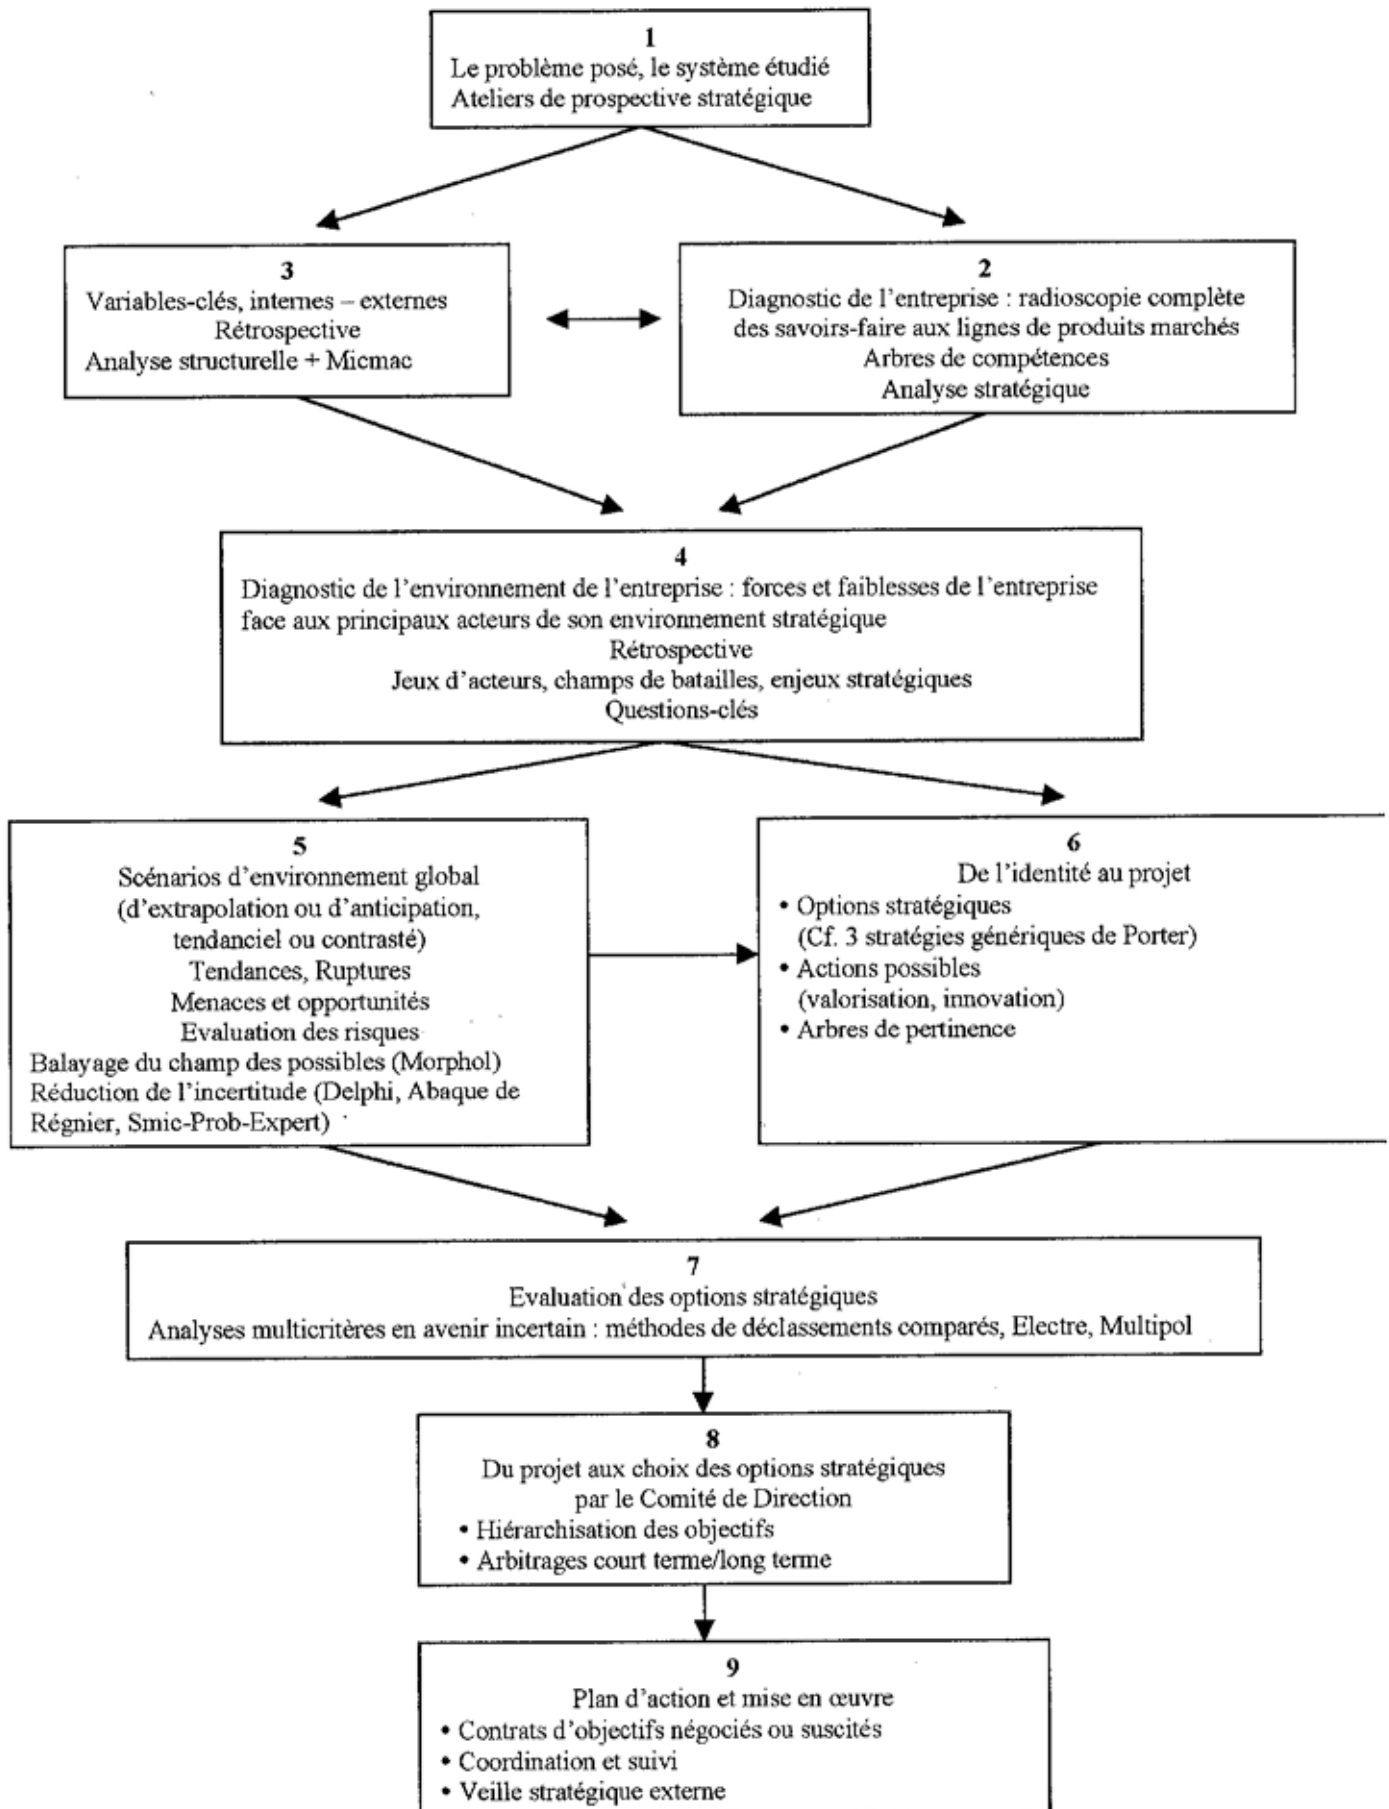 1
Le problème posé, le système étudié
Ateliers de prospective stratégique
3
Variables-clés, internes – externes
Rétrospective
Analyse structurelle + Micmac
2
Diagnostic de l'entreprise : radioscopie complète
des savoirs-faire aux lignes de produits marchés
Arbres de compétences
Analyse stratégique
4
Diagnostic de l'environnement de l'entreprise : forces et faiblesses de l'entreprise
face aux principaux acteurs de son environnement stratégique
Rétrospective
Jeux d'acteurs, champs de batailles, enjeux stratégiques
Questions-clés
5
Scénarios d'environnement global
(d'extrapolation ou d'anticipation,
tendanciel ou contrasté)
Tendances, Ruptures
Menaces et opportunités
Evaluation des risques
Balayage du champ des possibles (Morphol)
Réduction de l'incertitude (Delphi, Abaque de
Régnier, Smic-Prob-Expert)
6
De l'identité au projet
• Options stratégiques
(Cf. 3 stratégies génériques de Porter)
• Actions possibles
(valorisation, innovation)
• Arbres de pertinence
7
Evaluation des options stratégiques
Analyses multicritères en avenir incertain : méthodes de déclassements comparés, Electre, Multipol
8
Du projet aux choix des options stratégiques
par le Comité de Direction
• Hiérarchisation des objectifs
• Arbitrages court terme/long terme
9
Plan d'action et mise en œuvre
• Contrats d'objectifs négociés ou suscités
• Coordination et suivi
• Veille stratégique externe